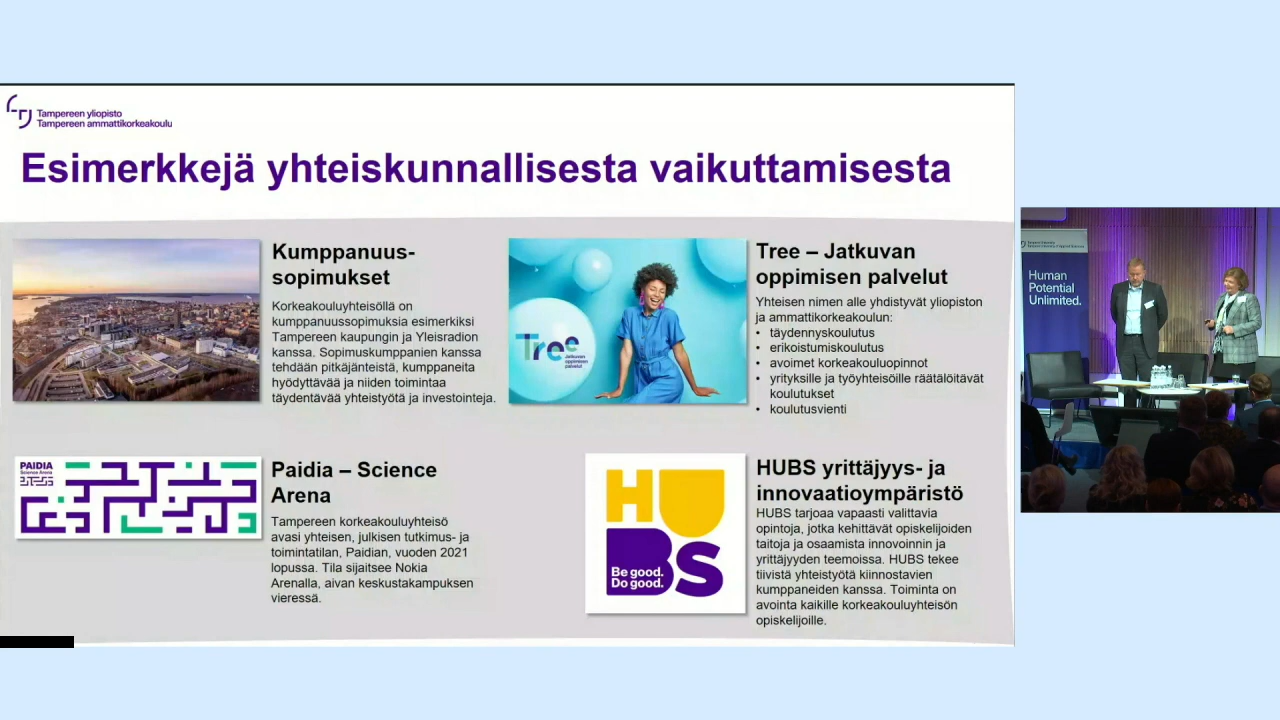 Tampereen yliopisto
Tampereen ammattikorkeakoulu
Esimerkkejä yhteiskunnallisesta vaikuttamisesta
Kumppanuus-
sopimukset
Korkeakouluyhteisöllä on
kumppanuussopimuksia esimerkiksi
Tampereen kaupungin ja Yleisradion
kanssa. Sopimuskumppanien kanssa
tehdään pitkäjänteistä, kumppaneita
hyödyttävää ja niiden toimintaa
täydentävää yhteistyötä ja investointeja.
Tree
Jatkuvan
oppimisen
palvelut
Tree – Jatkuvan
oppimisen palvelut
Yhteisen nimen alle yhdistyvät yliopiston
ja ammattikorkeakoulun:
• täydennyskoulutus
• erikoistumiskoulutus
• avoimet korkeakouluopinnot
• yrityksille ja työyhteisöille räätälöitävät
koulutukset
• koulutusvienti
PAIDIA
Science Arena
Paidia – Science
Arena
Tampereen korkeakouluyhteisö
avasi yhteisen, julkisen tutkimus- ja
toimintatilan, Paidian, vuoden 2021
lopussa. Tila sijaitsee Nokia
Arenalla, aivan keskustakampuksen
vieressä.
HUBS
Be good.
Do good.
HUBS yrittäjyys- ja
innovaatioympäristö
HUBS tarjoaa vapaasti valittavia
opintoja, jotka kehittävät opiskelijoiden
taitoja ja osaamista innovoinnin ja
yrittäjyyden teemoissa. HUBS tekee
tiivistä yhteistyötä kiinnostavien
kumppaneiden kanssa. Toiminta on
avointa kaikille korkeakouluyhteisön
opiskelijoille.
Human
Potential
Unlimited.